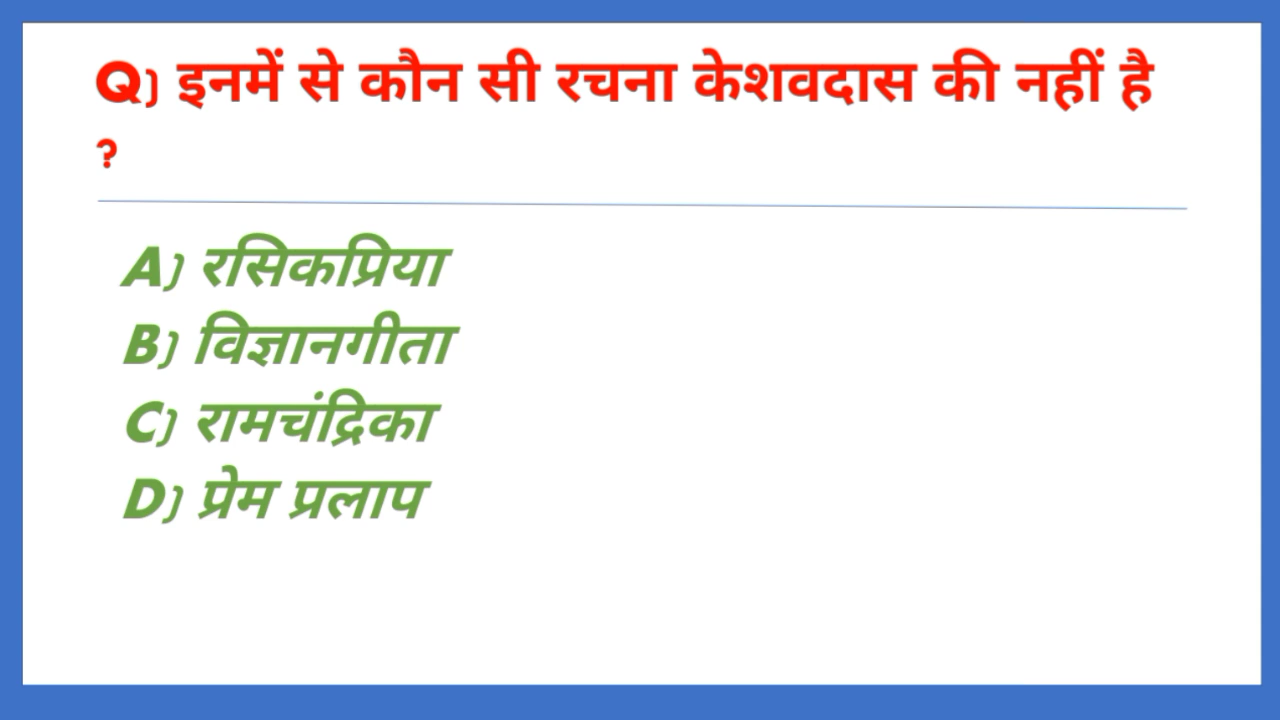 Q) इनमें से कौन सी रचना केशवदास की नहीं है
?
A) रसिकप्रिया
B) विज्ञानगीता
C) रामचंद्रिका
D) प्रेम प्रलाप